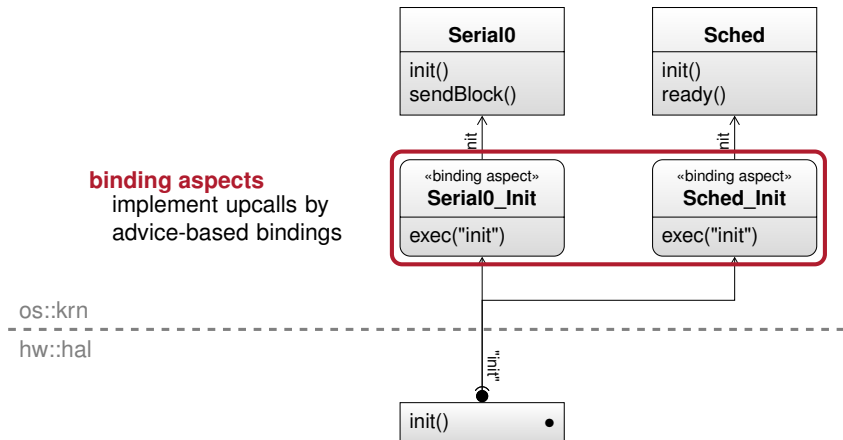 Serial0
init()
sendBlock()
Sched
init()
ready()
init
init
binding aspects
implement upcalls by
advice-based bindings
«binding aspect»
Serial0_Init
exec("init")
«binding aspect»
Sched_Init
exec("init")
os::krn
hw::hal
"init"
init()